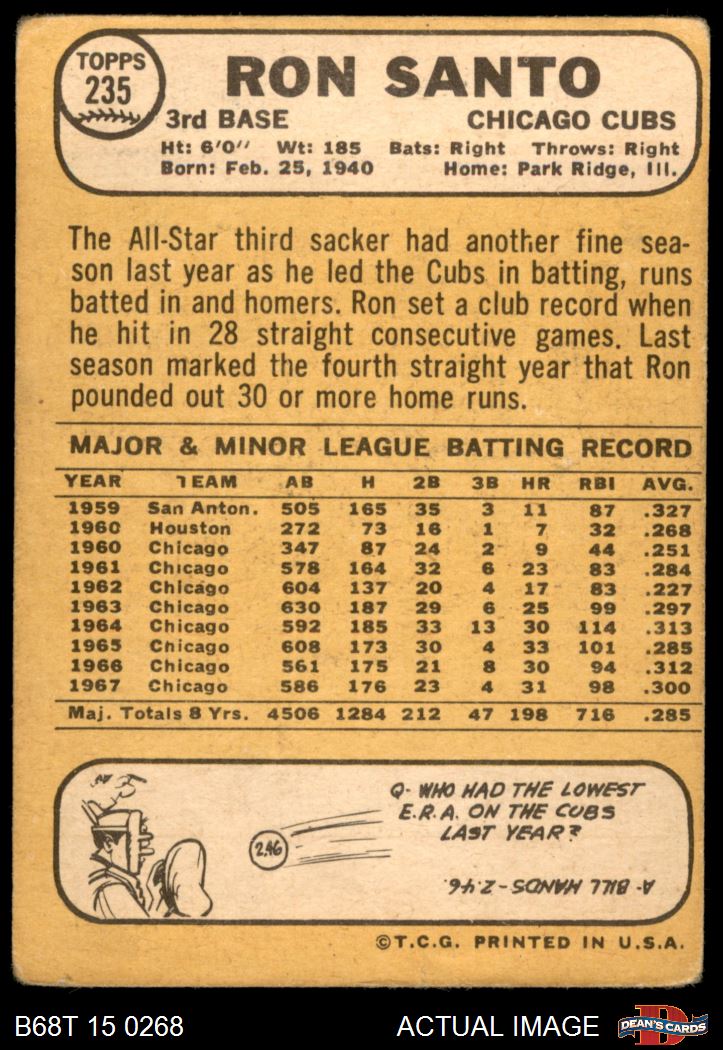 TOPPS
235
RON SANTO
3rd BASE CHICAGO CUBS
Ht: 6'0" Wt: 185 Bats: Right Throws: Right
Born: Feb. 25, 1940 Home: Park Ridge, Ill.
The All-Star third sacker had another fine sea-
son last year as he led the Cubs in batting, runs
batted in and homers. Ron set a club record when
he hit in 28 straight consecutive games. Last
season marked the fourth straight year that Ron
pounded out 30 or more home runs.
MAJOR & MINOR LEAGUE BATTING RECORD
YEAR TEAM AB H 2B 3B HR RBI AVG.
1959 San Anton. 505 165 35 3 11 87 .327
1960 Houston 272 73 16 1 7 32 .268
1960 Chicago 347 87 24 2 9 44 .251
1961 Chicago 578 164 32 6 23 83 .284
1962 Chicago 604 137 20 4 17 83 .227
1963 Chicago 630 187 29 6 25 99 .297
1964 Chicago 592 185 33 13 30 114 .313
1965 Chicago 608 173 30 4 33 101 .285
1966 Chicago 561 175 21 8 30 94 .312
1967 Chicago 586 176 23 4 31 98 .300
Maj. Totals 8 Yrs. 4506 1284 212 47 198 716 .285
Q- WHO HAD THE LOWEST
E.R.A. ON THE CUBS
LAST YEAR?
2.46
A- BILL HANDS-2.46.
©T.C.G. PRINTED IN U.S.A.
B68T 15 0268 ACTUAL IMAGE
D
DEAN'S CARDS